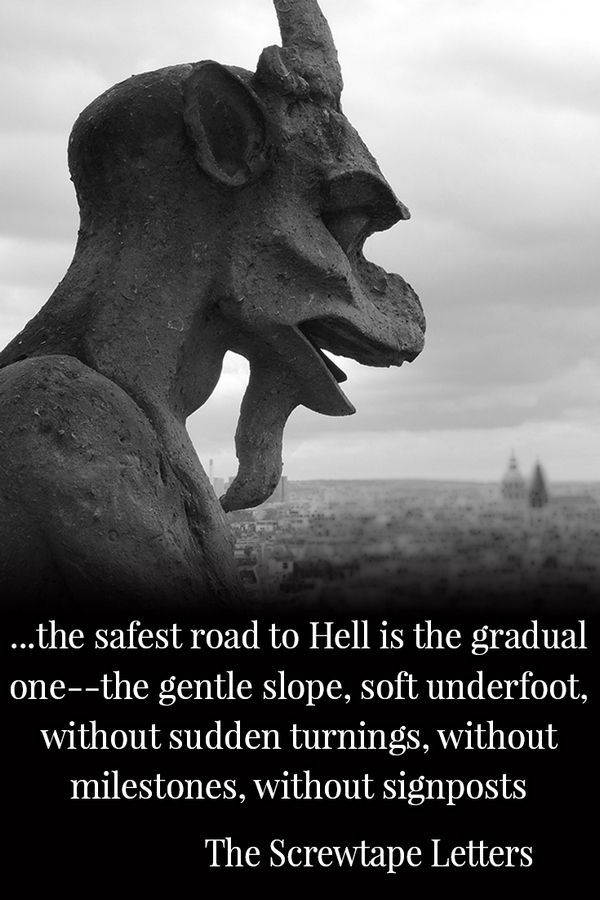 ...the safest road to Hell is the gradual
one--the gentle slope, soft underfoot,
without sudden turnings, without
milestones, without signposts
The Screwtape Letters